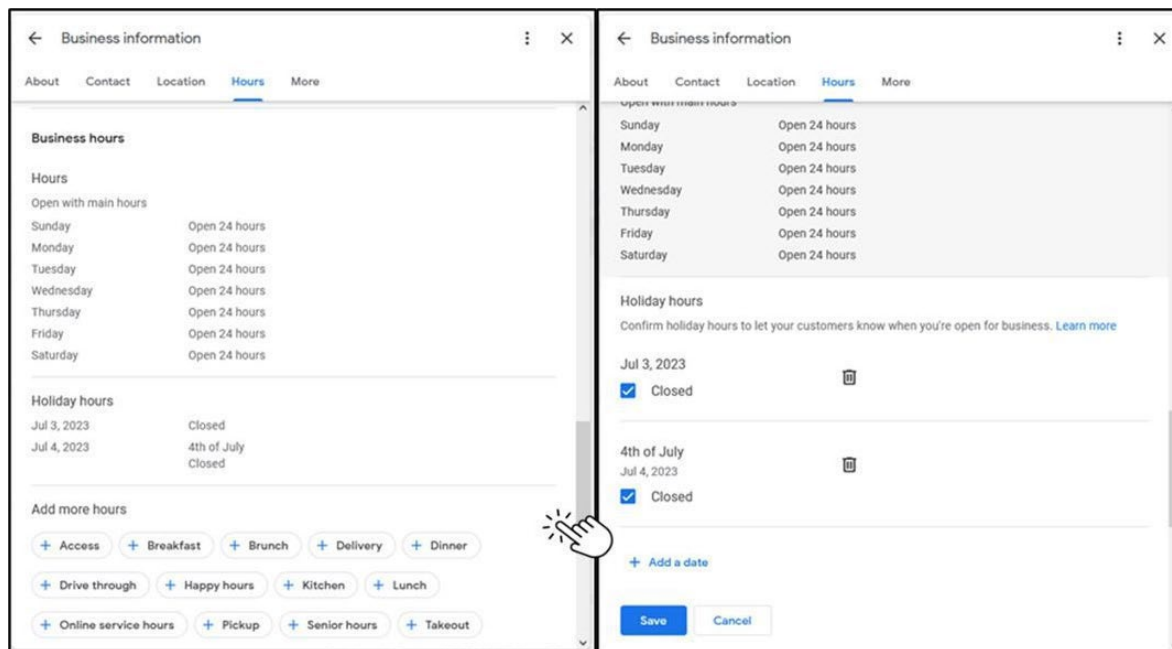 Business information
About Contact Location Hours More
Business hours
Hours
Open with main hours
Sunday Open 24 hours
Monday Open 24 hours
Tuesday Open 24 hours
Wednesday Open 24 hours
Thursday Open 24 hours
Friday Open 24 hours
Saturday Open 24 hours
Holiday hours
Jul 3, 2023 Closed
Jul 4, 2023 4th of July
Closed
Add more hours
+ Access + Breakfast + Brunch + Delivery + Dinner
+ Drive through + Happy hours + Kitchen + Lunch
+ Online service hours + Pickup + Senior hours + Takeout
Business information
About Contact Location Hours More
Open with main hours
Sunday Open 24 hours
Monday Open 24 hours
Tuesday Open 24 hours
Wednesday Open 24 hours
Thursday Open 24 hours
Friday Open 24 hours
Saturday Open 24 hours
Holiday hours
Confirm holiday hours to let your customers know when you're open for business. Learn more
Jul 3, 2023
Closed
4th of July
Jul 4, 2023
Closed
+ Add a date
Save Cancel